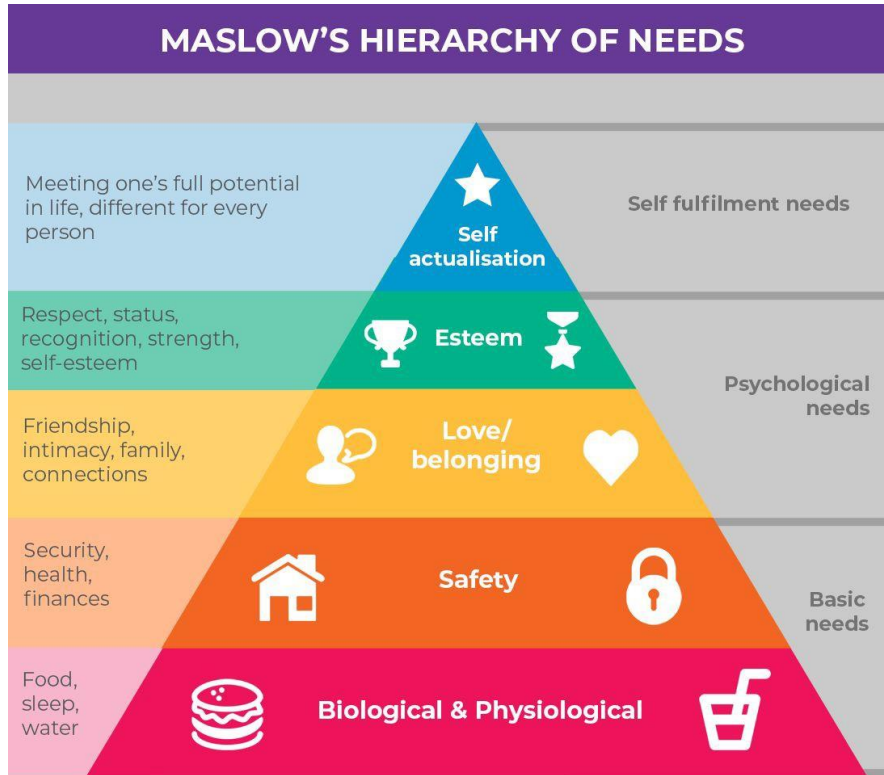 MASLOW'S HIERARCHY OF NEEDS
Meeting one's full potential
in life, different for every
person
Self
actualisation
Self fulfilment needs
Respect, status,
recognition, strength,
self-esteem
Esteem
Psychological
needs
Friendship,
intimacy, family,
connections
Love/
belonging
Security,
health,
finances
Safety
Basic
needs
Food,
sleep,
water
Biological & Physiological